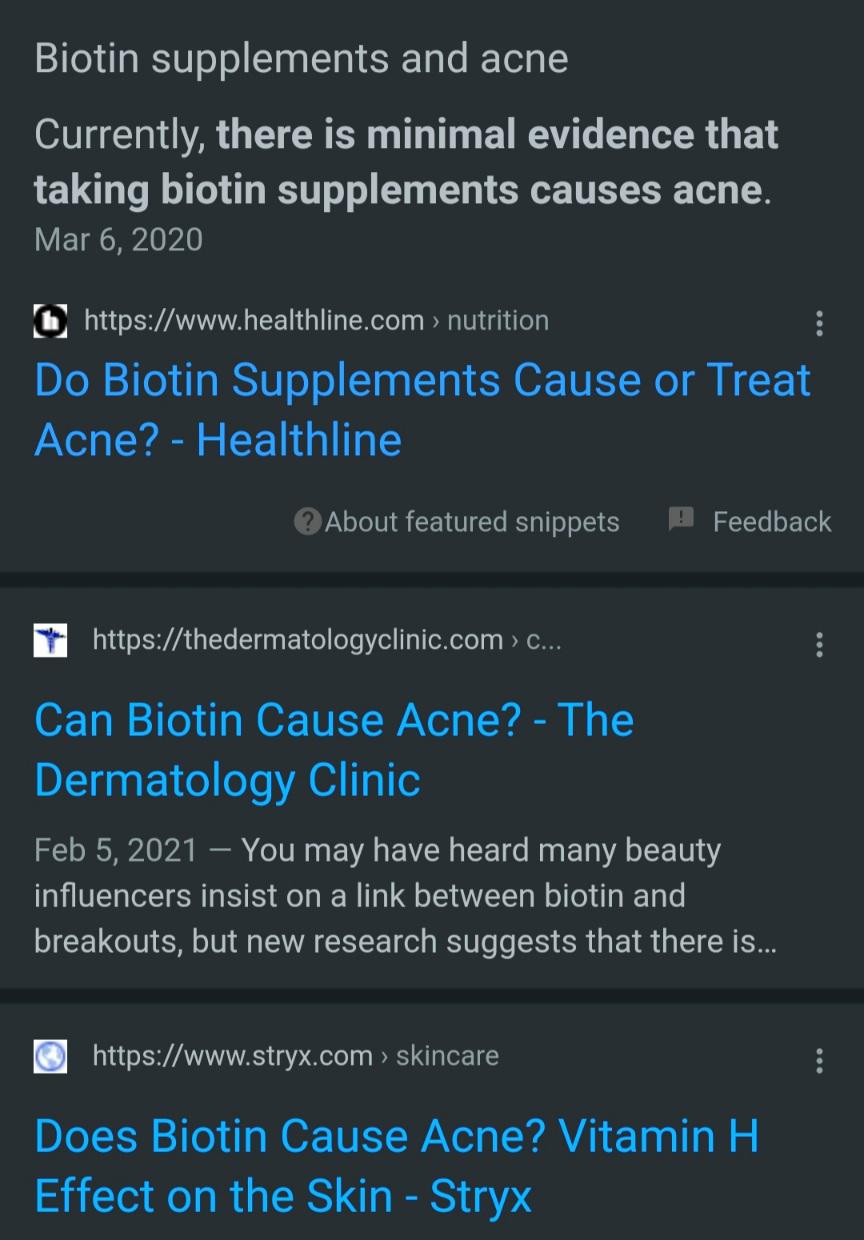 Biotin supplements and acne
Currently, there is minimal evidence that
taking biotin supplements causes acne.
Mar 6, 2020
https://www.healthline.com › nutrition
Do Biotin Supplements Cause or Treat
Acne? - Healthline
About featured snippets Feedback
https://thedermatologyclinic.com › c...
Can Biotin Cause Acne? - The
Dermatology Clinic
Feb 5, 2021 — You may have heard many beauty
influencers insist on a link between biotin and
breakouts, but new research suggests that there is...
https://www.stryx.com › skincare
Does Biotin Cause Acne? Vitamin H
Effect on the Skin - Stryx